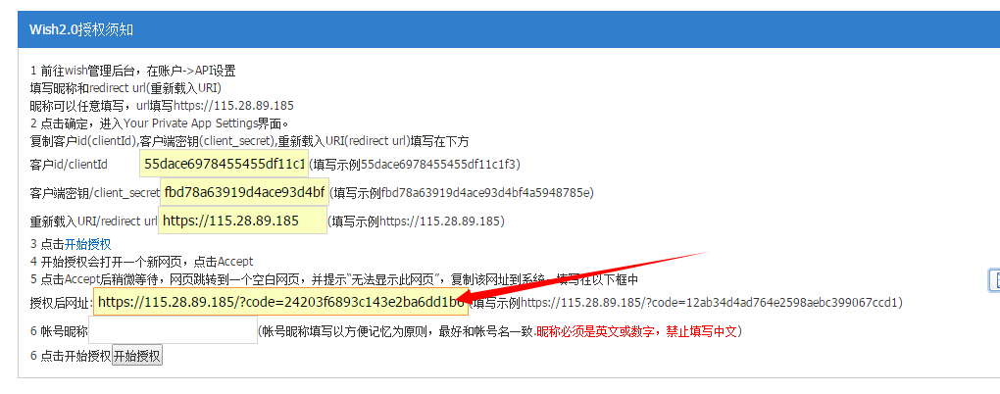 Wish2.0授权须知
1 前往wish管理后台，在账户->API设置
填写昵称和redirect url(重新载入URI)
昵称可以任意填写，url填写https://115.28.89.185
2 点击确定，进入Your Private App Settings界面。
复制客户id(clientId),客户端密钥(client_secret),重新载入URI(redirect url)填写在下方
客户id/clientId 55dace6978455455df11c1 (填写示例55dace6978455455df11c1f3)
客户端密钥/client_secret fbd78a63919d4ace93d4bf (填写示例fbd78a63919d4ace93d4bf4a5948785e)
重新载入URI/redirect url https://115.28.89.185 (填写示例https://115.28.89.185)
3 点击开始授权
4 开始授权会打开一个新网页，点击Accept
5 点击Accept后稍微等待，网页跳转到一个空白网页，并提示“无法显示此网页”，复制该网址到系统，填写在以下框中
授权后网址: https://115.28.89.185/?code=24203f6893c143e2ba6dd1b6 (填写示例https://115.28.89.185/?code=12ab34d4ad764e2598aebc399067ccd1)
6 帐号昵称 (帐号昵称填写以方便记忆为原则，最好和帐号名一致.昵称必须是英文或数字，禁止填写中文)
6 点击开始授权 开始授权